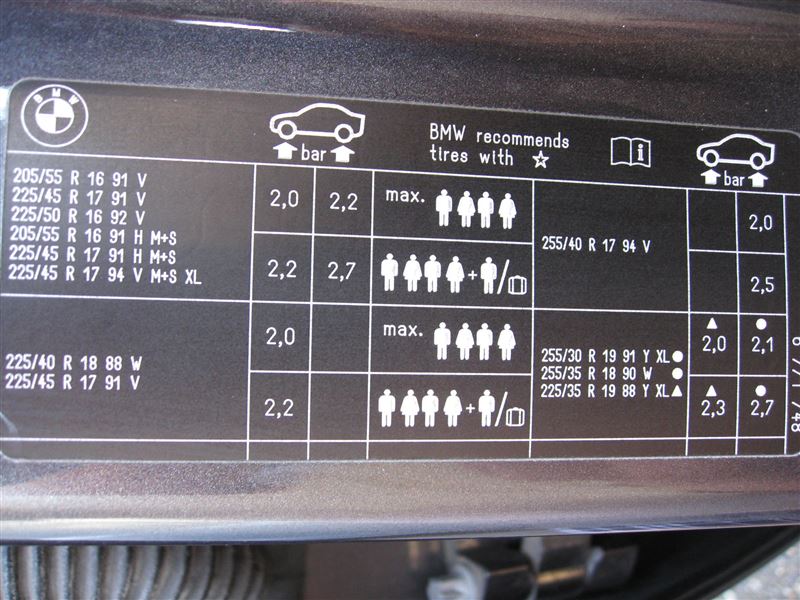 BMW
bar
BMW recommends
tires with
i
bar
205/55 R 16 91 V
225/45 R 17 91 V
225/50 R 16 92 V
205/55 R 16 91 H M+S
225/45 R 17 91 H M+S
225/45 R 17 94 V M+S XL
2,0 2,2 max.
2,2 2,7 + /
255/40 R 17 94 V
2,0
2,5
225/40 R 18 88 W
225/45 R 17 91 V
2,0 max.
2,2 + /
255/30 R 19 91 Y XL ●
255/35 R 18 90 W ●
225/35 R 19 88 Y XL ▲
▲ ●
2,0 2,1
▲ ●
2,3 2,7